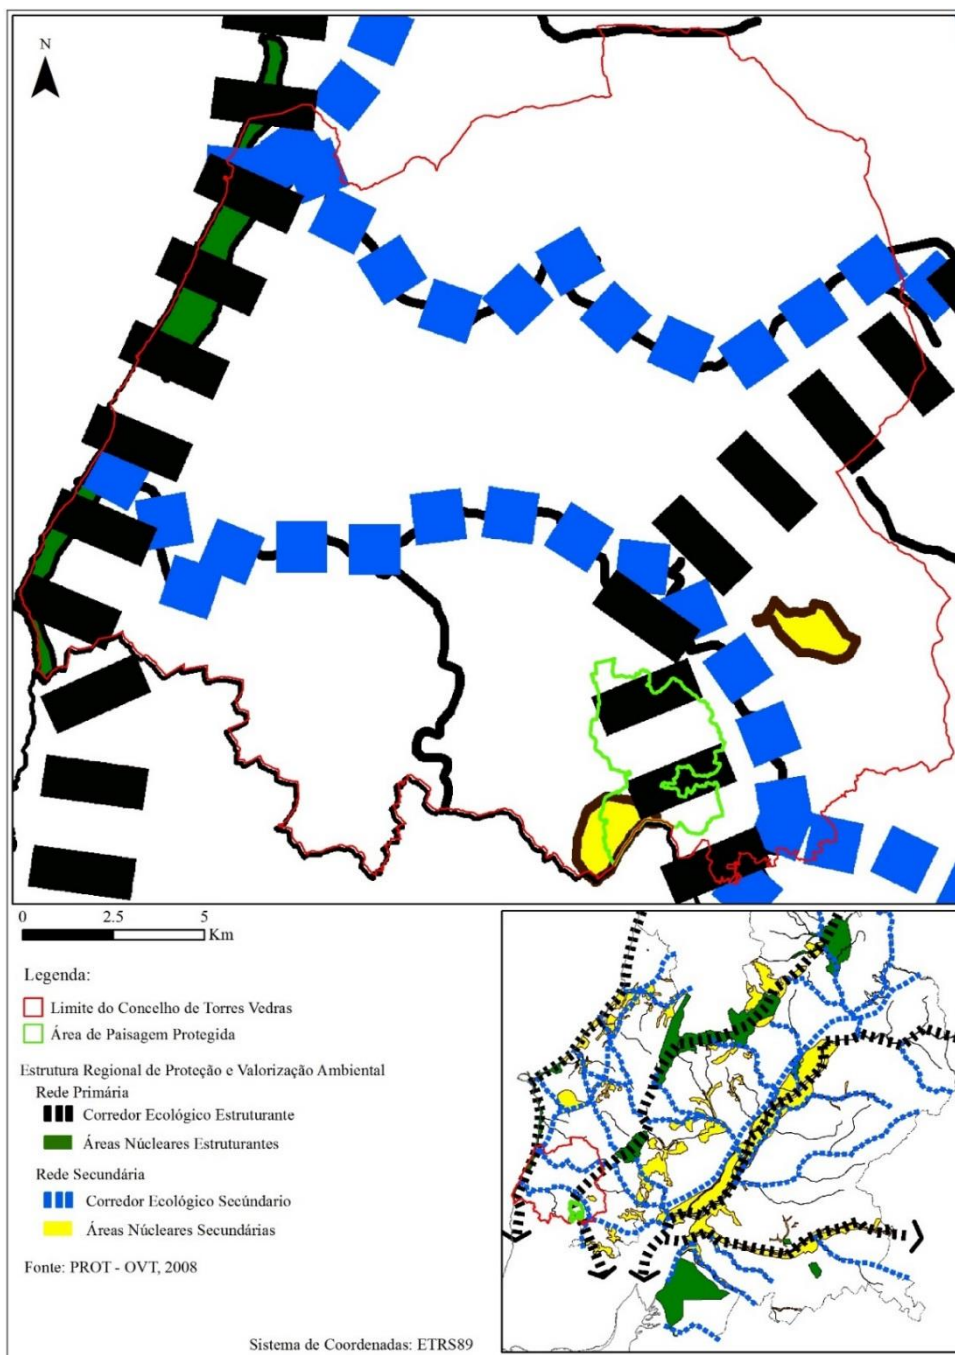 N
0 2.5 5
Km
Legenda:
Limite do Concelho de Torres Vedras
Área de Paisagem Protegida
Estrutura Regional de Proteção e Valorização Ambiental
Rede Primária
Corredor Ecológico Estruturante
Áreas Núcleares Estruturantes
Rede Secundária
Corredor Ecológico Secúndario
Áreas Núcleares Secundárias
Fonte: PROT - OVT, 2008
Sistema de Coordenadas: ETRS89